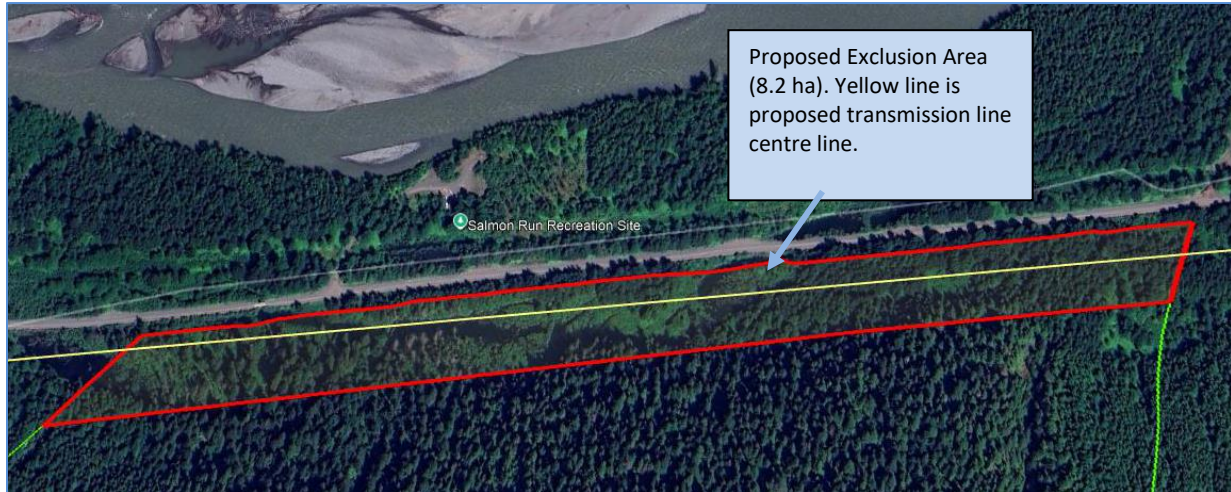 Proposed Exclusion Area
(8.2 ha). Yellow line is
proposed transmission line
centre line.
Salmon Run Recreation Site